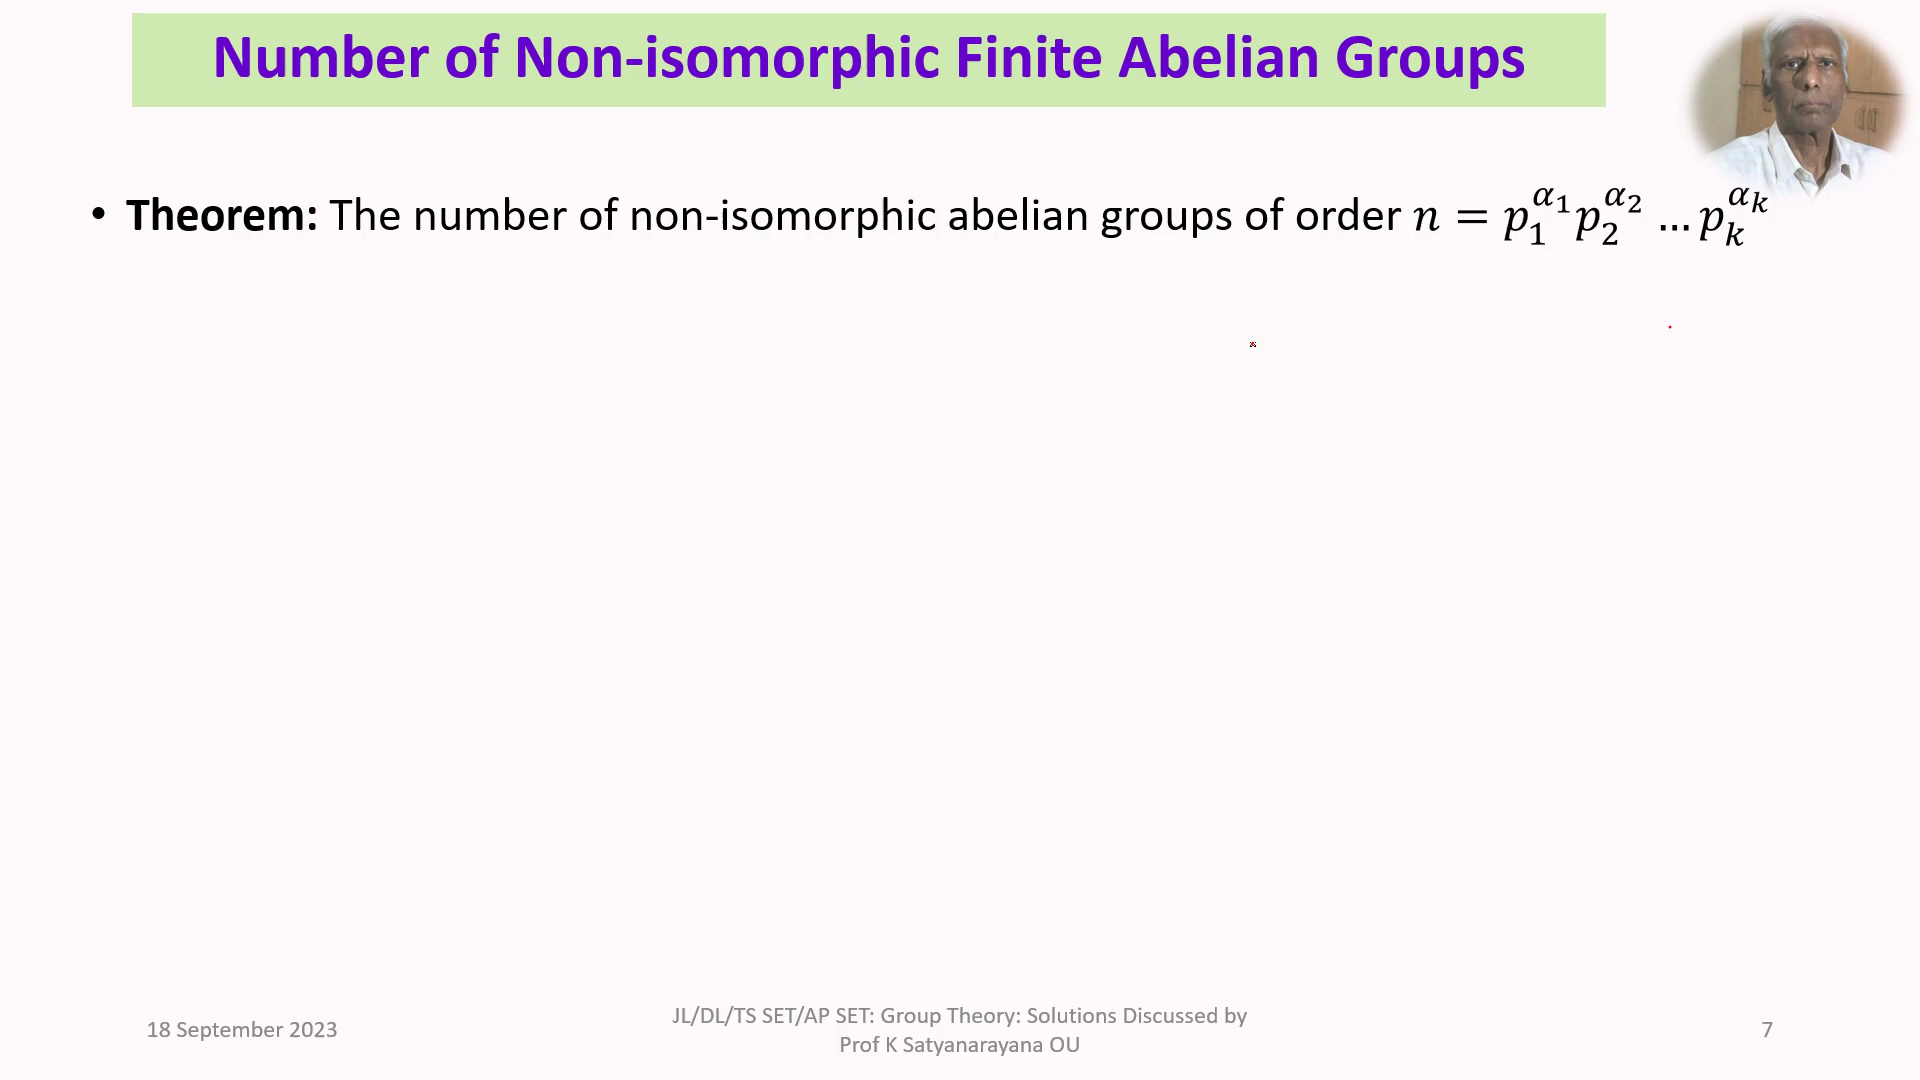 Number of Non-isomorphic Finite Abelian Groups
• Theorem: The number of non-isomorphic abelian groups of order $n = p_1^{\alpha_1} p_2^{\alpha_2} \ldots p_k^{\alpha_k}$
18 September 2023
JL/DL/TS SET/AP SET: Group Theory: Solutions Discussed by
Prof K Satyanarayana OU
7